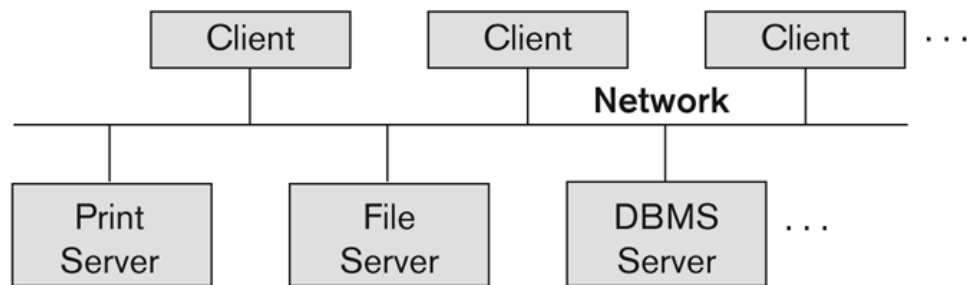 Client Client Client ...
Network
Print File DBMS ...
Server Server Server